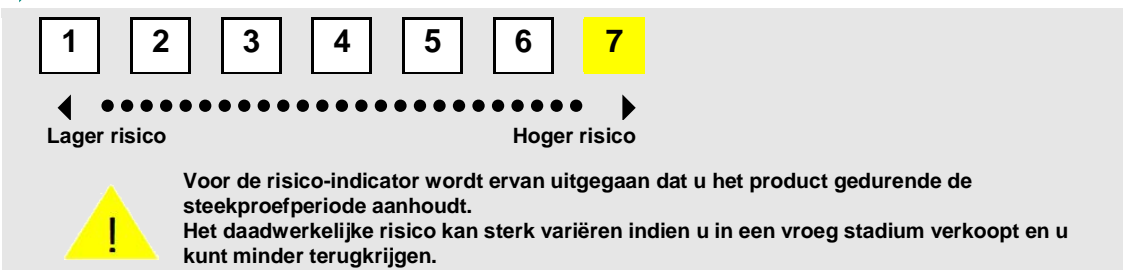 1 2 3 4 5 6 7
Lager risico Hoger risico
! Voor de risico-indicator wordt ervan uitgegaan dat u het product gedurende de
steekproefperiode aanhoudt.
Het daadwerkelijke risico kan sterk variëren indien u in een vroeg stadium verkoopt en u
kunt minder terugkrijgen.